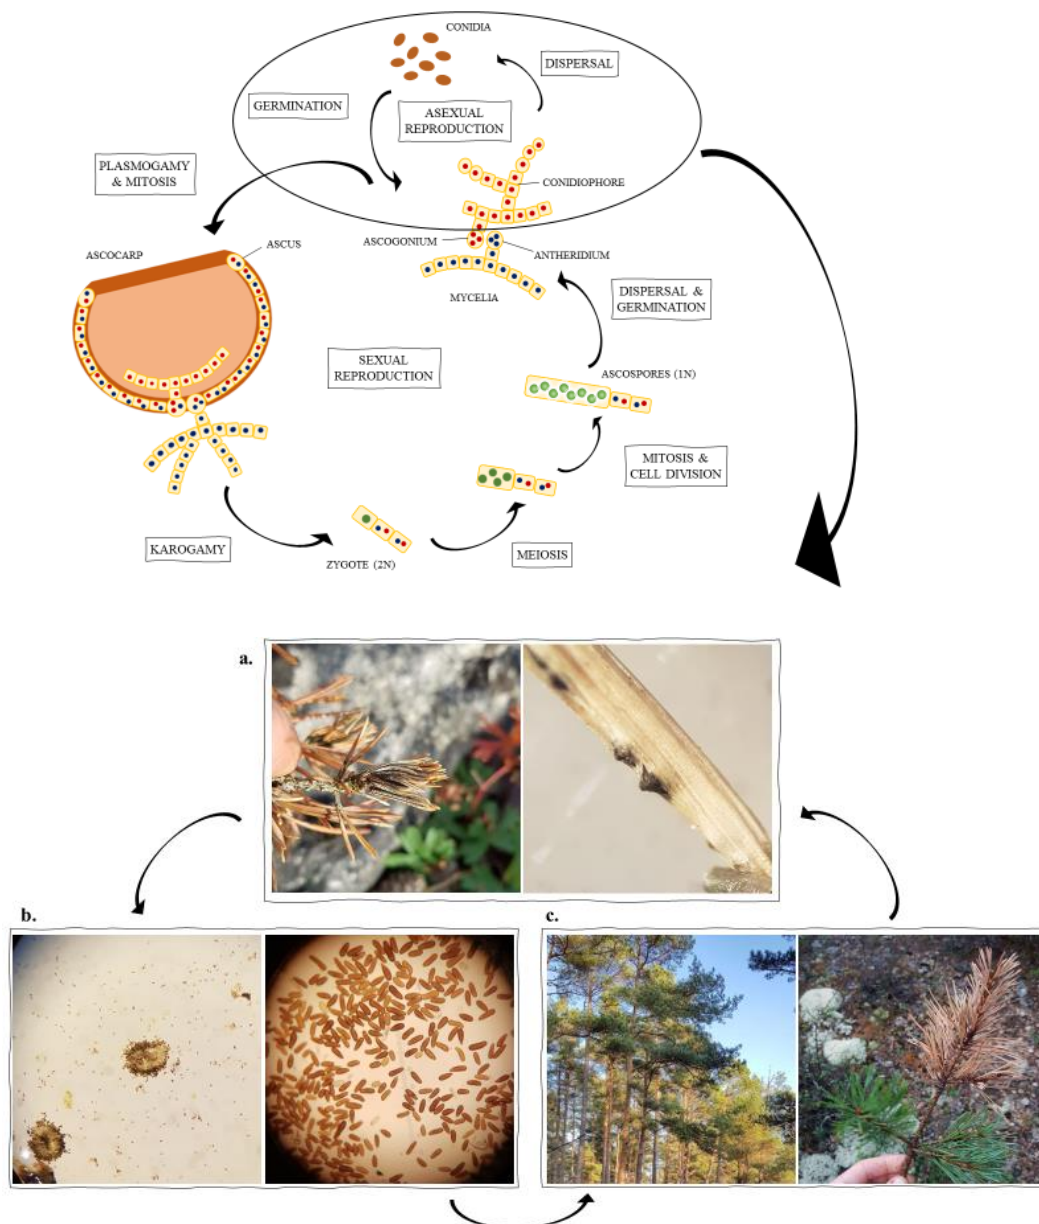 CONIDIA
DISPERSAL
GERMINATION
ASEXUAL
REPRODUCTION
PLASMOGAMY
& MITOSIS
CONIDIOPHORE
ASCOGONIUM
ANTHERIDIUM
ASCOCARP
ASCUS
MYCELIA
DISPERSAL &
GERMINATION
SEXUAL
REPRODUCTION
ASCOSPORES (1N)
MITOSIS &
CELL DIVISION
KAROGAMY
ZYGOTE (2N)
MEIOSIS
a.
b.
c.